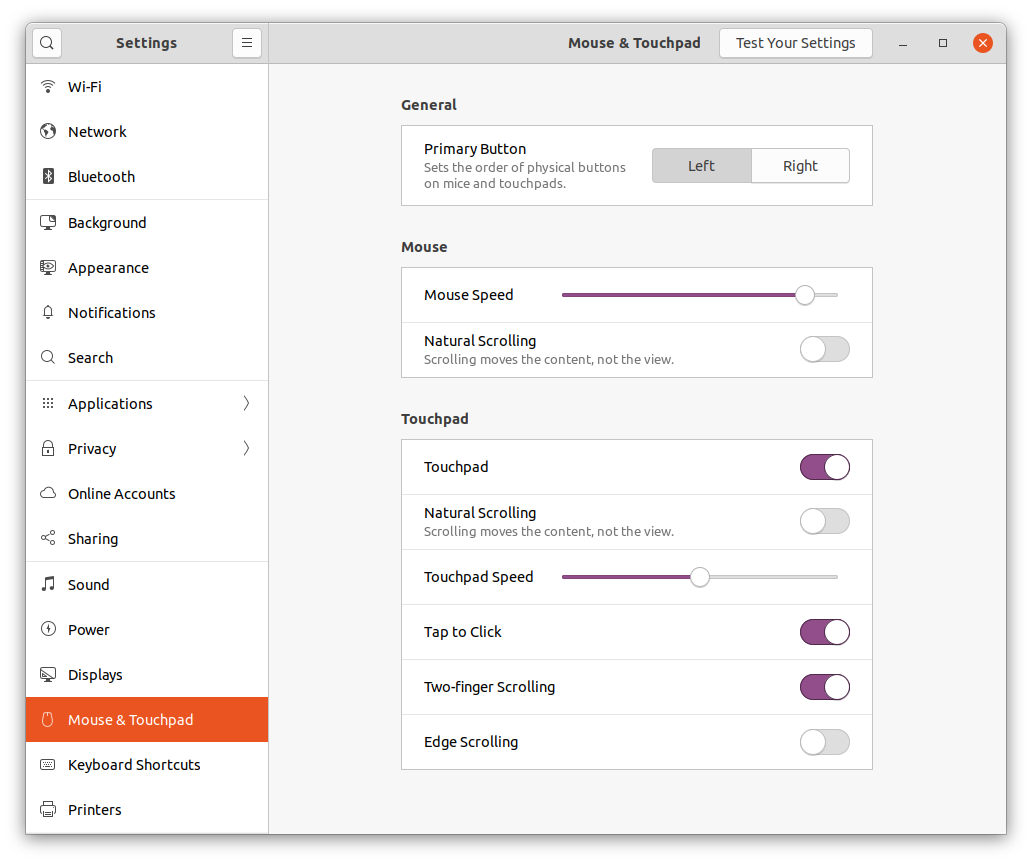 Settings
Mouse & Touchpad
Test Your Settings
Wi-Fi
Network
Bluetooth
Background
Appearance
Notifications
Search
Applications
Privacy
Online Accounts
Sharing
Sound
Power
Displays
Mouse & Touchpad
Keyboard Shortcuts
Printers
General
Primary Button
Sets the order of physical buttons
on mice and touchpads.
Left
Right
Mouse
Mouse Speed
Natural Scrolling
Scrolling moves the content, not the view.
Touchpad
Touchpad
Natural Scrolling
Scrolling moves the content, not the view.
Touchpad Speed
Tap to Click
Two-finger Scrolling
Edge Scrolling